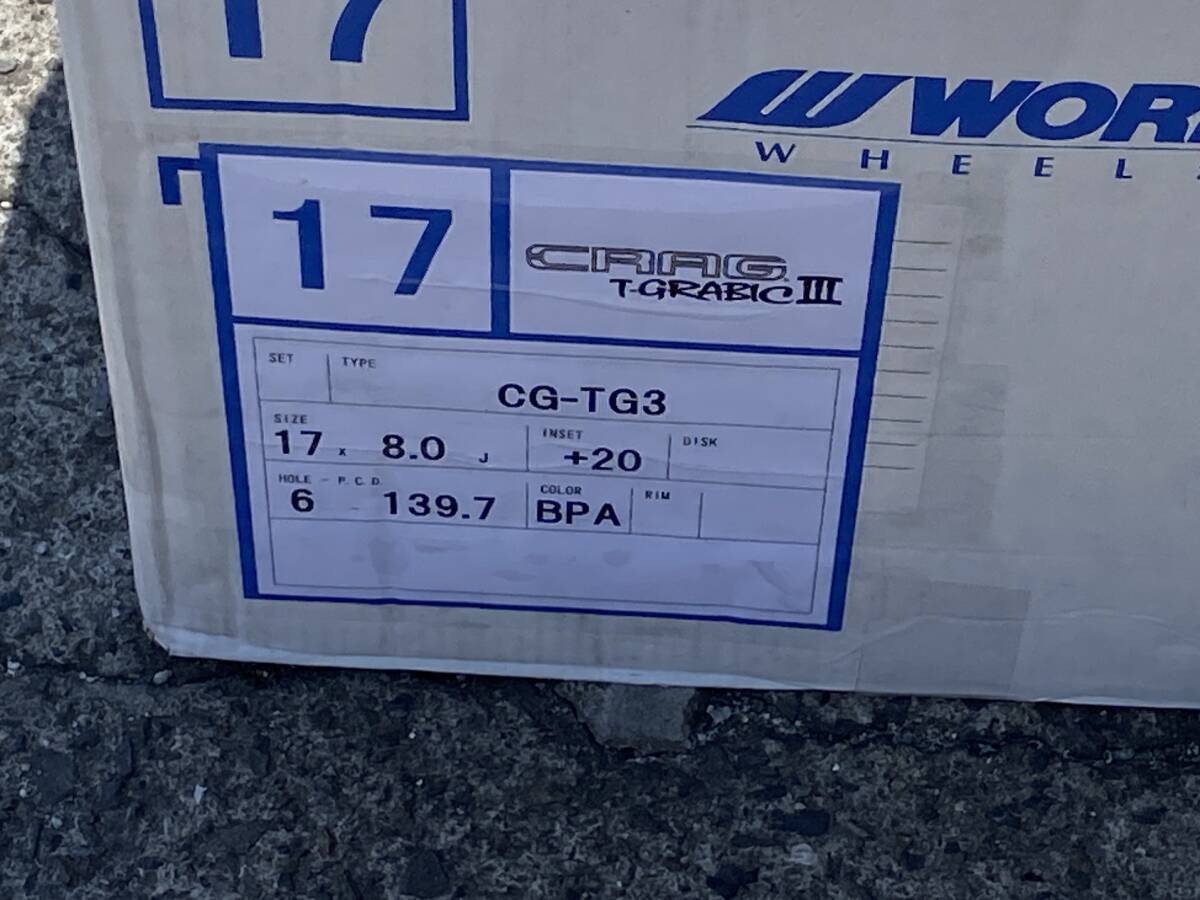 17
WORK
WHEELS
17
CRAG
T-GRABIC III
SET TYPE
CG-TG3
SIZE INSET DISK
17 x 8.0 J +20
HOLE - P.C.D. COLOR RIM
6 - 139.7 BPA